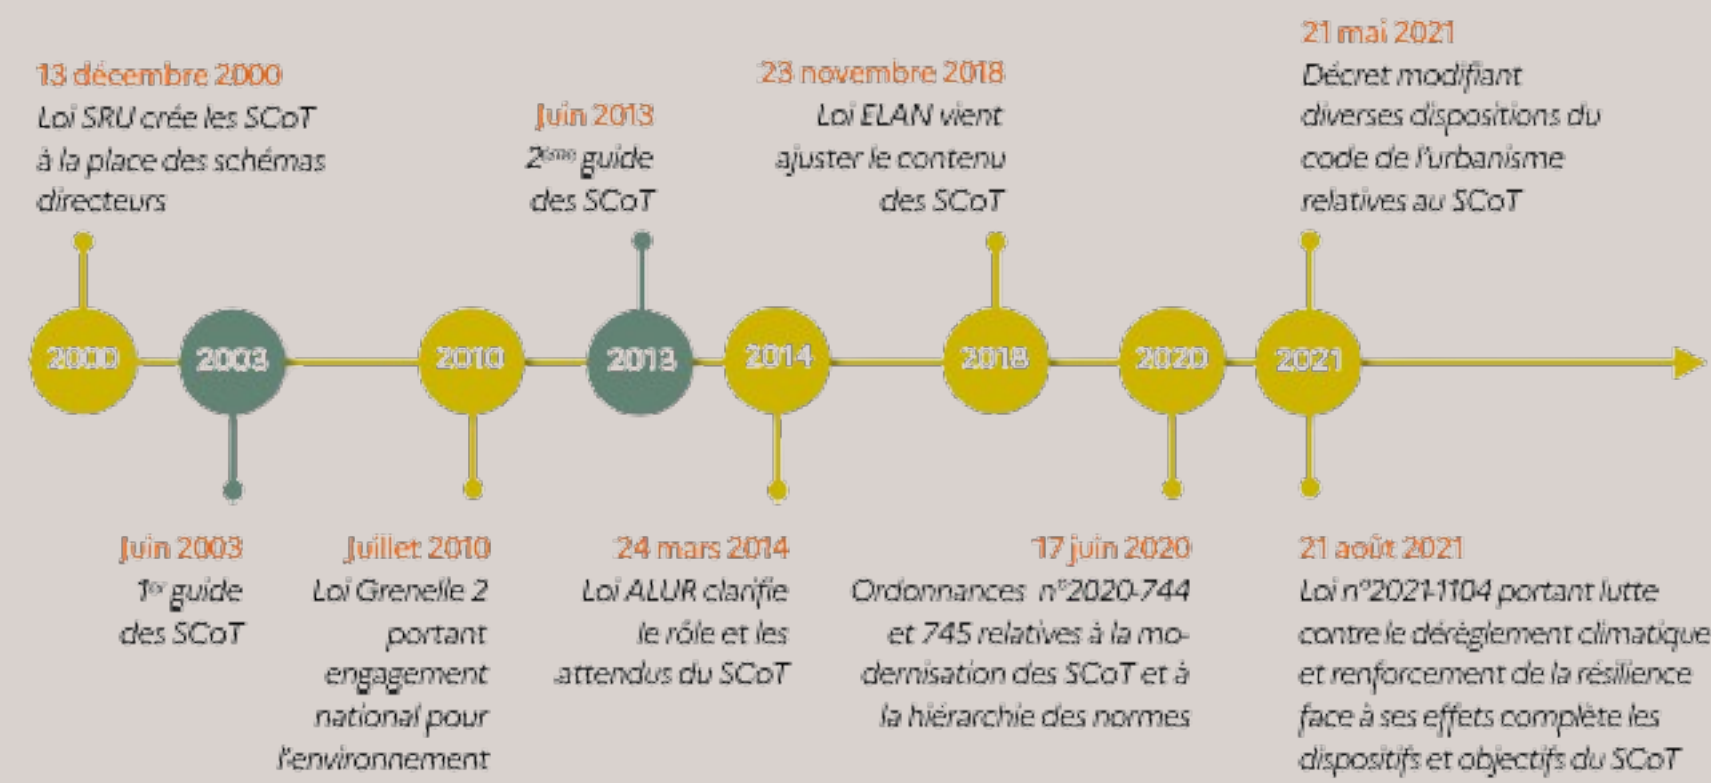 13 décembre 2000
Loi SRU crée les SCoT
à la place des schémas
directeurs
Juin 2013
2ème guide
des SCoT
23 novembre 2018
Loi ELAN vient
ajuster le contenu
des SCoT
21 mai 2021
Décret modifiant
diverses dispositions du
code de l'urbanisme
relatives au SCoT
2000
2003
2010
2013
2014
2018
2020
2021
Juin 2003
1er guide
des SCoT
Juillet 2010
Loi Grenelle 2
portant
engagement
national pour
l'environnement
24 mars 2014
Loi ALUR clarifie
le rôle et les
attendus du SCoT
17 juin 2020
Ordonnances n°2020-744
et 745 relatives à la mo-
dernisation des SCoT et à
la hiérarchie des normes
21 août 2021
Loi n°2021-1104 portant lutte
contre le dérèglement climatique
et renforcement de la résilience
face à ses effets complète les
dispositifs et objectifs du SCoT